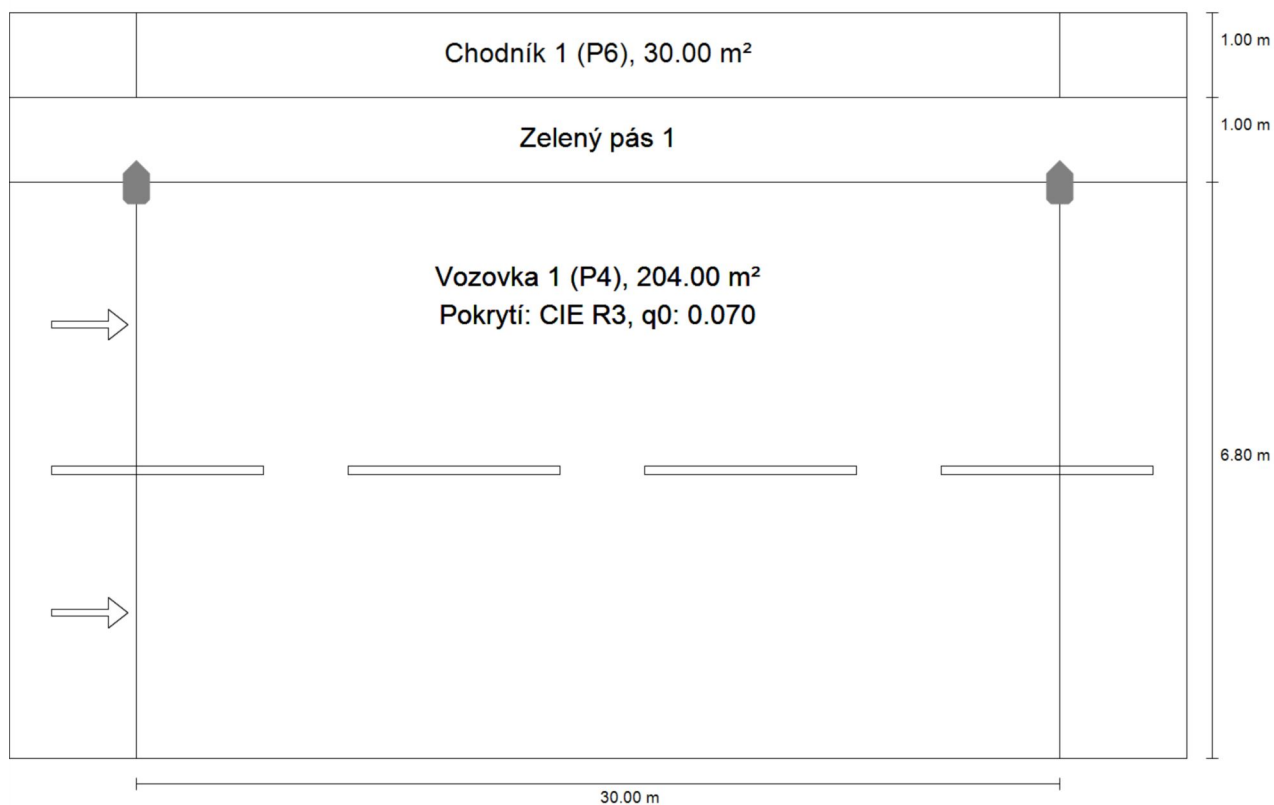 Chodník 1 (P6), 30.00 m²
1.00 m
Zelený pás 1
1.00 m
Vozovka 1 (P4), 204.00 m²
Pokrytí: CIE R3, q0: 0.070
6.80 m
30.00 m